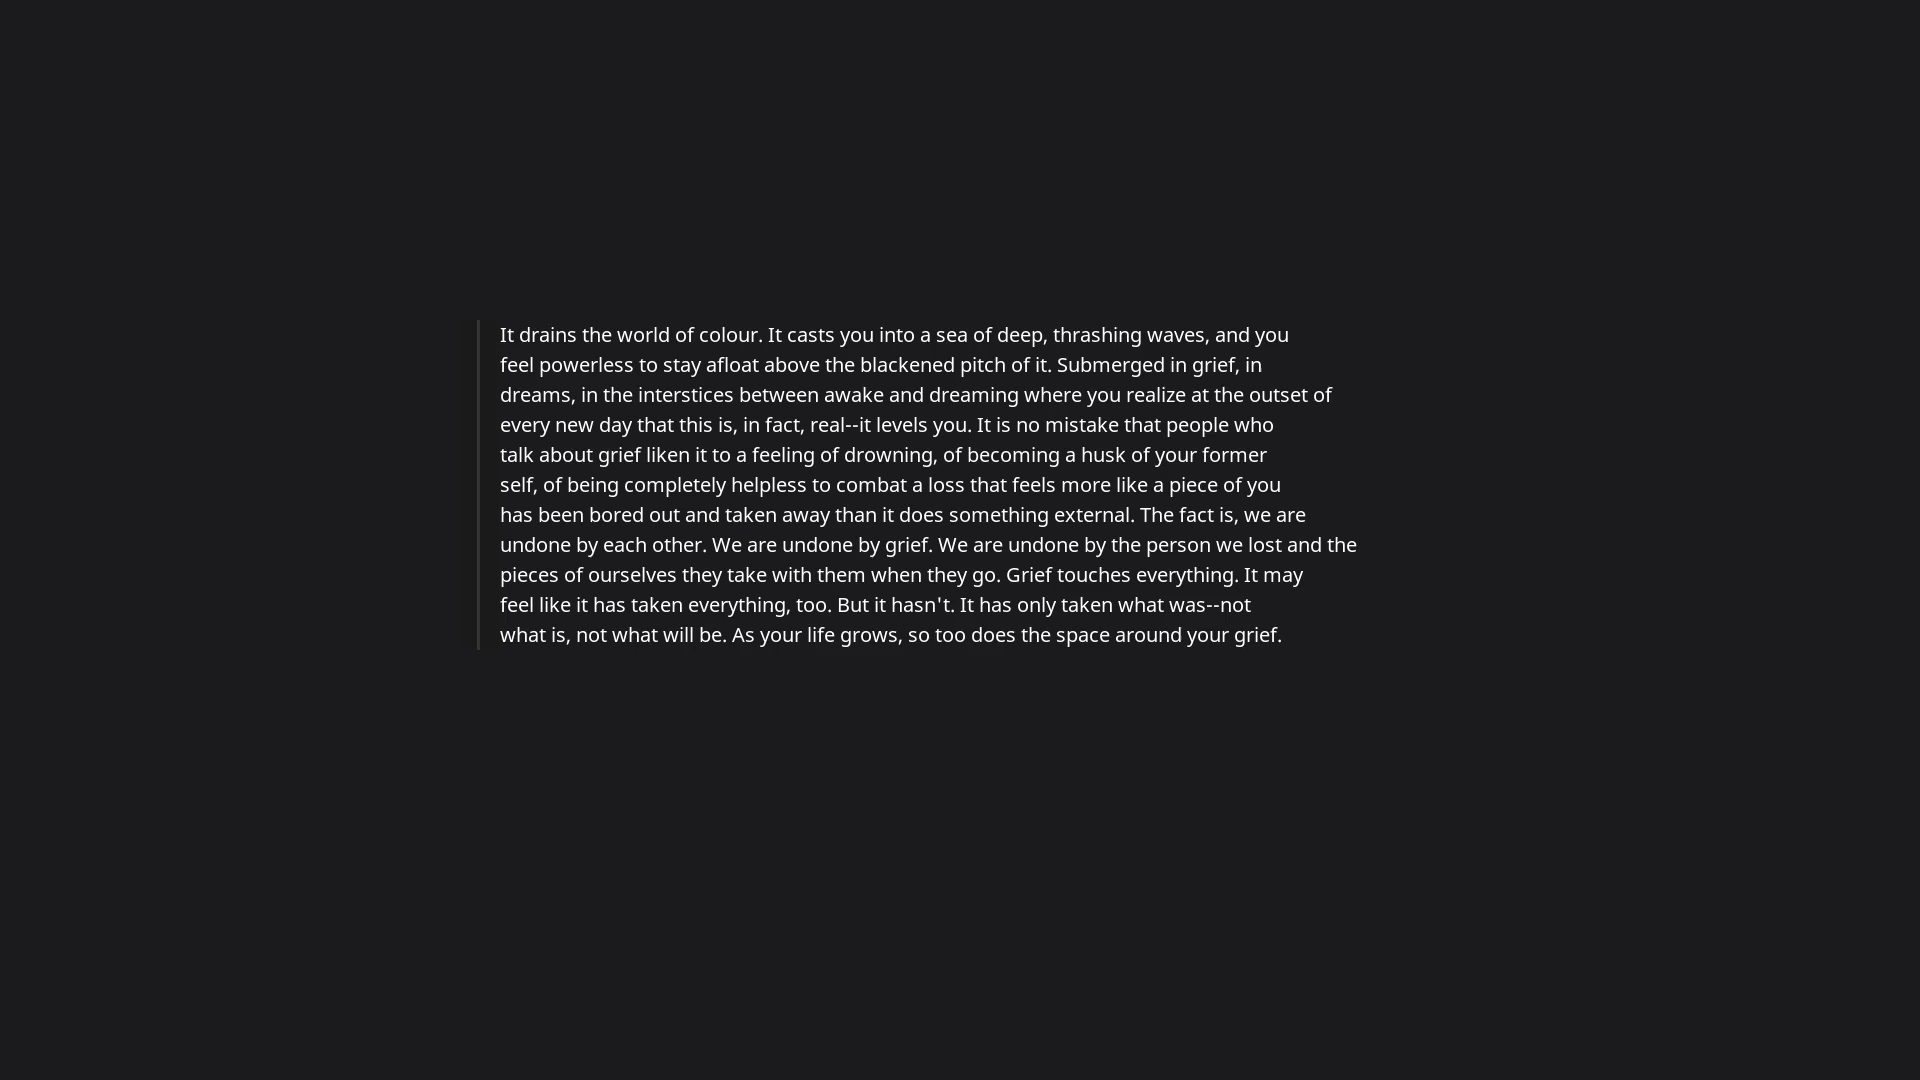 It drains the world of colour. It casts you into a sea of deep, thrashing waves, and you
feel powerless to stay afloat above the blackened pitch of it. Submerged in grief, in
dreams, in the interstices between awake and dreaming where you realize at the outset of
every new day that this is, in fact, real--it levels you. It is no mistake that people who
talk about grief liken it to a feeling of drowning, of becoming a husk of your former
self, of being completely helpless to combat a loss that feels more like a piece of you
has been bored out and taken away than it does something external. The fact is, we are
undone by each other. We are undone by grief. We are undone by the person we lost and the
pieces of ourselves they take with them when they go. Grief touches everything. It may
feel like it has taken everything, too. But it hasn't. It has only taken what was--not
what is, not what will be. As your life grows, so too does the space around your grief.